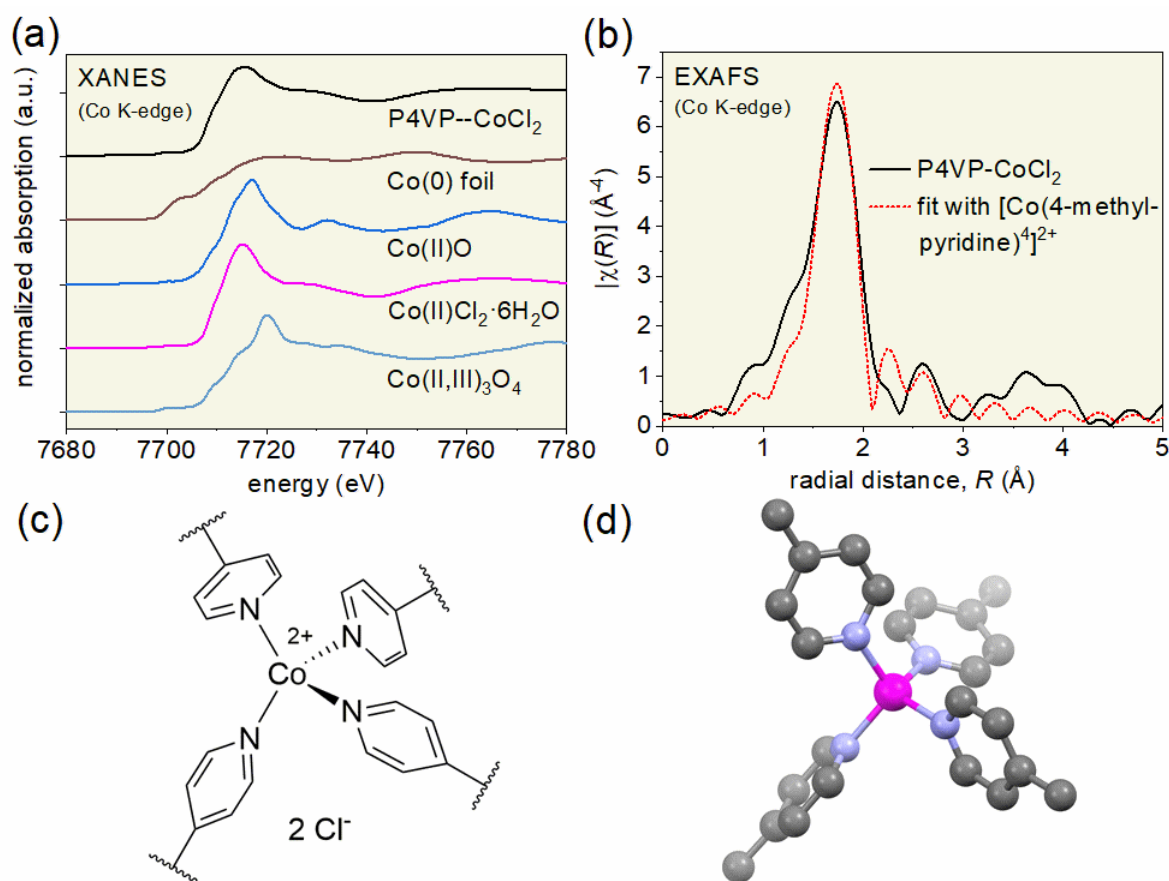 (a)
XANES
(Co K-edge)
P4VP--CoCl₂
Co(0) foil
Co(II)O
Co(II)Cl₂·6H₂O
Co(II,III)₃O₄
normalized absorption (a.u.)
7680 7700 7720 7740 7760 7780
energy (eV)
(b)
EXAFS
(Co K-edge)
P4VP-CoCl₂
fit with [Co(4-methyl-
pyridine)⁴]²⁺
|χ(R)| (Å⁻⁴)
7
6
5
4
3
2
1
0
0 1 2 3 4 5
radial distance, R (Å)
(c)
N
N
2+
Co
N
N
2 Cl⁻
(d)